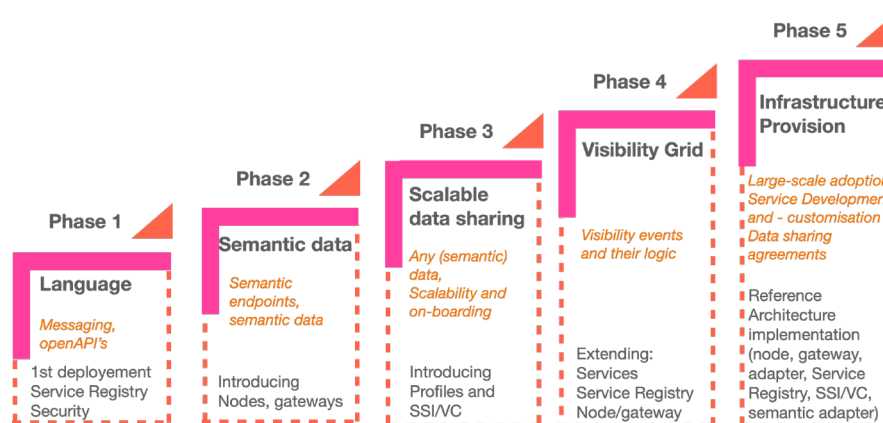 Phase 1
Language
Messaging,
openAPI's
1st deployement
Service Registry
Security
Phase 2
Semantic data
Semantic
endpoints,
semantic data
Introducing
Nodes, gateways
Phase 3
Scalable
data sharing
Any (semantic)
data,
Scalability and
on-boarding
Introducing
Profiles and
SSI/VC
Phase 4
Visibility Grid
Visibility events
and their logic
Extending:
Services
Service Registry
Node/gateway
Phase 5
Infrastructure
Provision
Large-scale adoption
Service Developmen
and - customisation
Data sharing
agreements
Reference
Architecture
implementation
(node, gateway,
adapter, Service
Registry, SSI/VC,
semantic adapter)